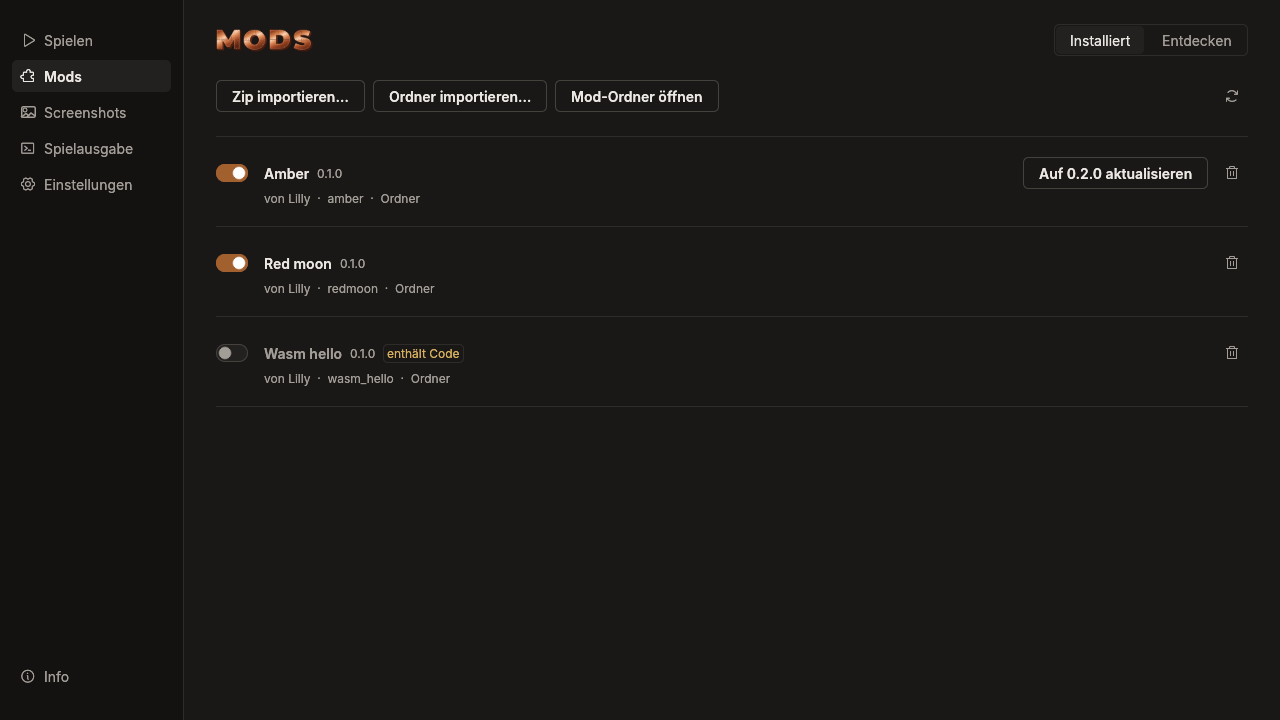 Spielen
Mods
Screenshots
Spielausgabe
Einstellungen
Info
MODS
Installiert Entdecken
Zip importieren... Ordner importieren... Mod-Ordner öffnen
Amber 0.1.0 Auf 0.2.0 aktualisieren
von Lilly · amber · Ordner
Red moon 0.1.0
von Lilly · redmoon · Ordner
Wasm hello 0.1.0 enthält Code
von Lilly · wasm_hello · Ordner